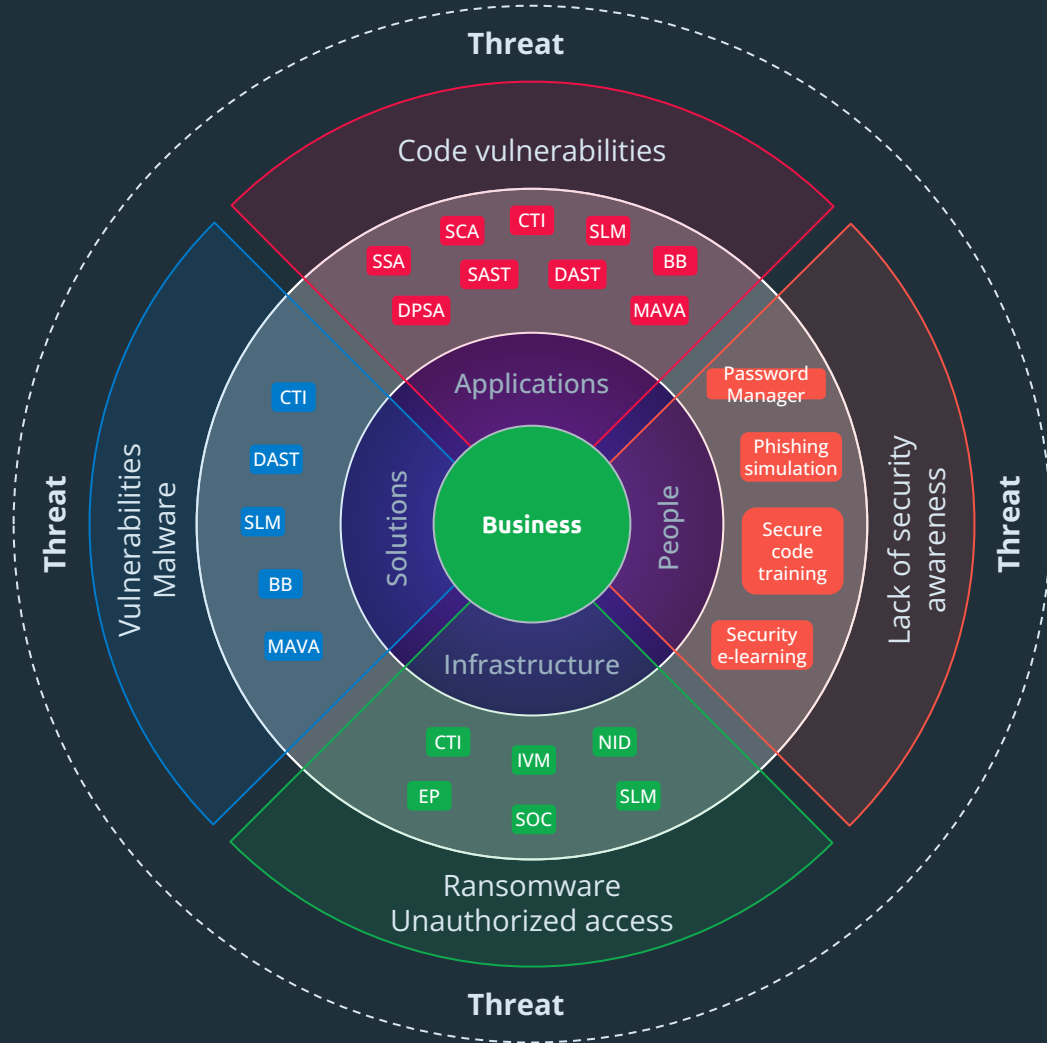 Threat
Code vulnerabilities
CTI
SCA
SLM
SSA
BB
SAST
DAST
DPSA
MAVA
Applications
Password
Manager
Phishing
simulation
Secure
code
training
Security
e-learning
People
Lack of security
awareness
Threat
Business
Solutions
CTI
DAST
SLM
BB
MAVA
Vulnerabilities
Malware
Threat
Infrastructure
CTI
IVM
NID
EP
SOC
SLM
Ransomware
Unauthorized access
Threat